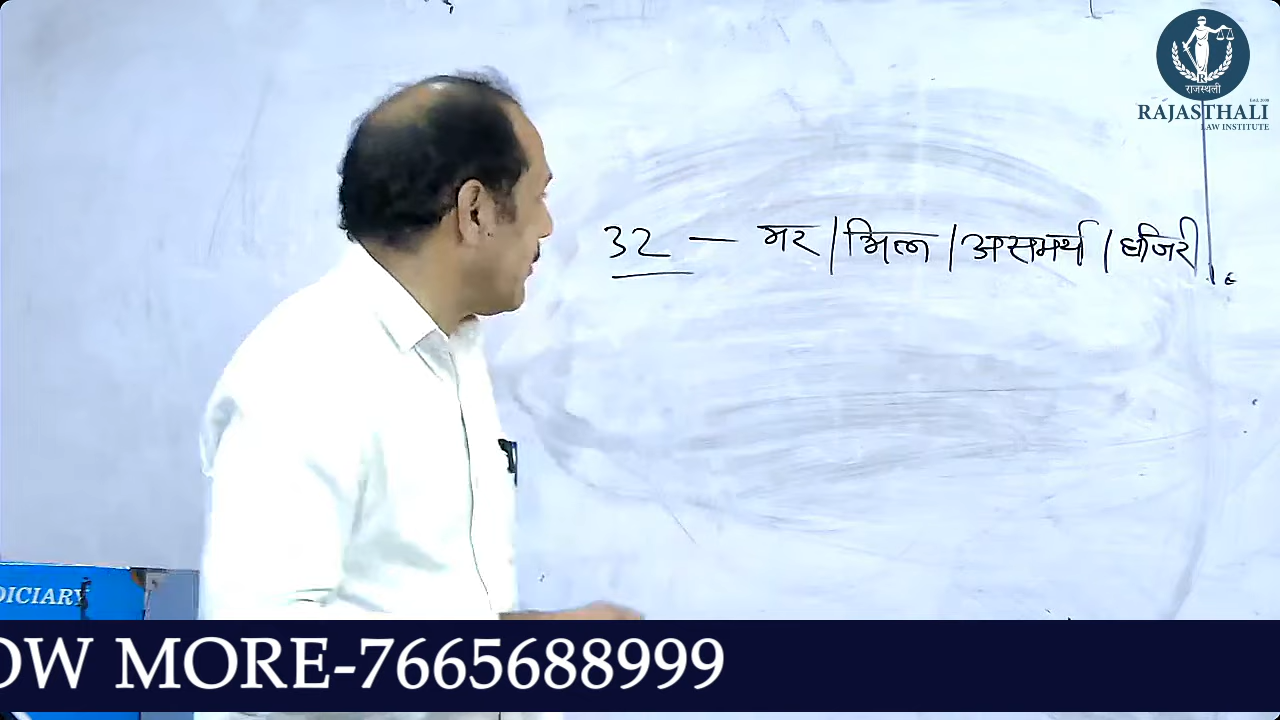 राजस्थली
RAJASTHALI
LAW INSTITUTE
32 — मर / मिल / असमर्थ /
DICIARY
OW MORE-7665688999